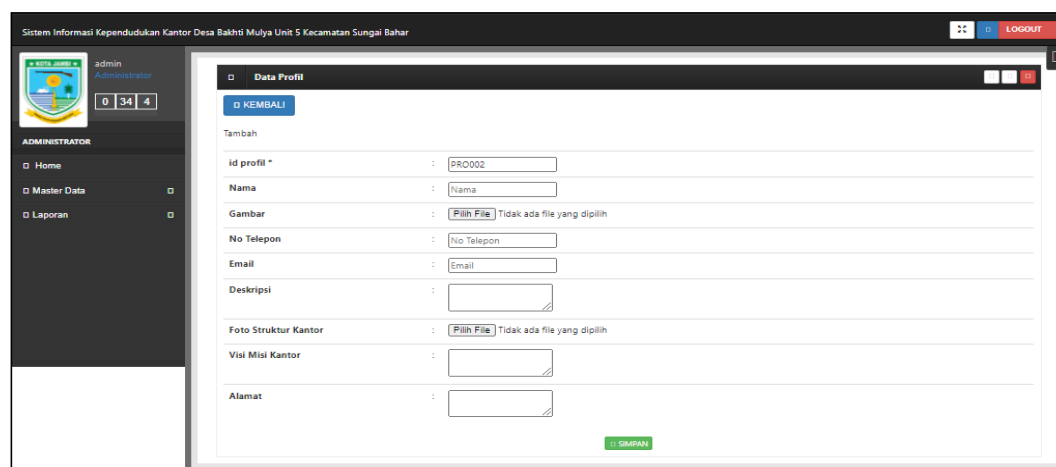 Sistem Informasi Kependudukan Kantor Desa Bakhti Mulya Unit 5 Kecamatan Sungai Bahar
LOGOUT
KOTA JAMBI
admin
Administrator
0 34 4
ADMINISTRATOR
Home
Master Data
Laporan
Data Profil
KEMBALI
Tambah
id profil * : PRO002
Nama : Nama
Gambar : Pilih File Tidak ada file yang dipilih
No Telepon : No Telepon
Email : Email
Deskripsi :
Foto Struktur Kantor : Pilih File Tidak ada file yang dipilih
Visi Misi Kantor :
Alamat :
SIMPAN